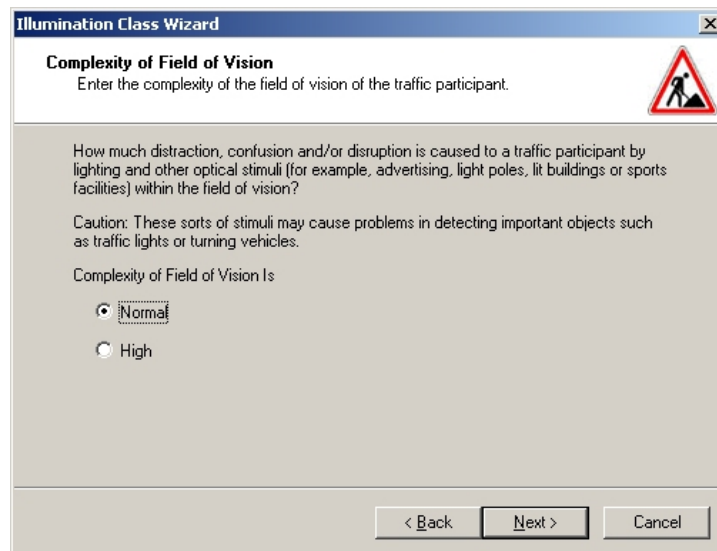 Illumination Class Wizard
Complexity of Field of Vision
Enter the complexity of the field of vision of the traffic participant.
How much distraction, confusion and/or disruption is caused to a traffic participant by
lighting and other optical stimuli (for example, advertising, light poles, lit buildings or sports
facilities) within the field of vision?
Caution: These sorts of stimuli may cause problems in detecting important objects such
as traffic lights or turning vehicles.
Complexity of Field of Vision Is
Normal
High
< Back Next > Cancel